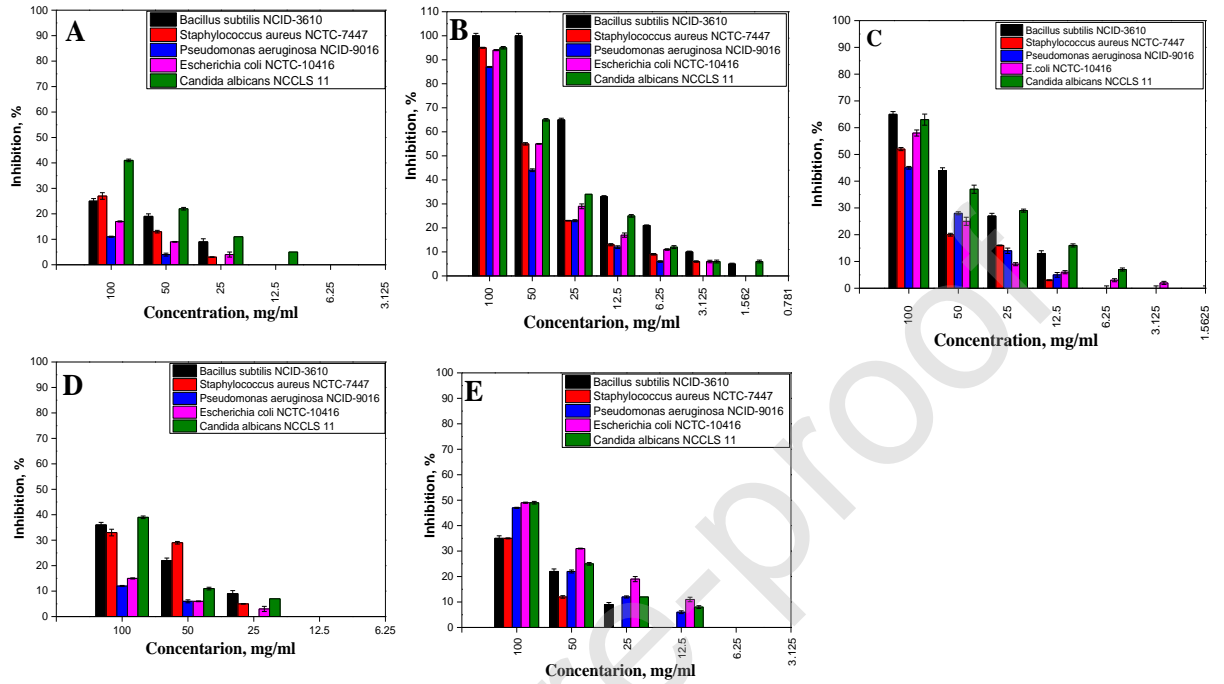 A
Bacillus subtilis NCID-3610
Staphylococcus aureus NCTC-7447
Pseudomonas aeruginosa NCID-9016
Escherichia coli NCTC-10416
Candida albicans NCCLS 11
Inhibition, %
100
90
80
70
60
50
40
30
20
10
0
100
50
25
12.5
6.25
3.125
Concentration, mg/ml
B
Bacillus subtilis NCID-3610
Staphylococcus aureus NCTC-7447
Pseudomonas aeruginosa NCID-9016
Escherichia coli NCTC-10416
Candida albicans NCCLS 11
Inhibition, %
110
100
90
80
70
60
50
40
30
20
10
0
100
50
25
12.5
6.25
3.125
1.562
0.781
Concentarion, mg/ml
C
Bacillus subtilis NCID-3610
Staphylococcus aureus NCTC-7447
Pseudomonas aeruginosa NCID-9016
E.coli NCTC-10416
Candida albicans NCCLS 11
Inhibition, %
100
90
80
70
60
50
40
30
20
10
0
100
50
25
12.5
6.25
3.125
1.5625
Concentration, mg/ml
D
Bacillus subtilis NCID-3610
Staphylococcus aureus NCTC-7447
Pseudomonas aeruginosa NCID-9016
Escherichia coli NCTC-10416
Candida albicans NCCLS 11
Inhibition, %
100
90
80
70
60
50
40
30
20
10
0
100
50
25
12.5
6.25
Concentarion, mg/ml
E
Bacillus subtilis NCID-3610
Staphylococcus aureus NCTC-7447
Pseudomonas aeruginosa NCID-9016
Escherichia coli NCTC-10416
Candida albicans NCCLS 11
Inhibition, %
100
90
80
70
60
50
40
30
20
10
0
100
50
25
12.5
6.25
3.125
Concentarion, mg/ml
re-proof